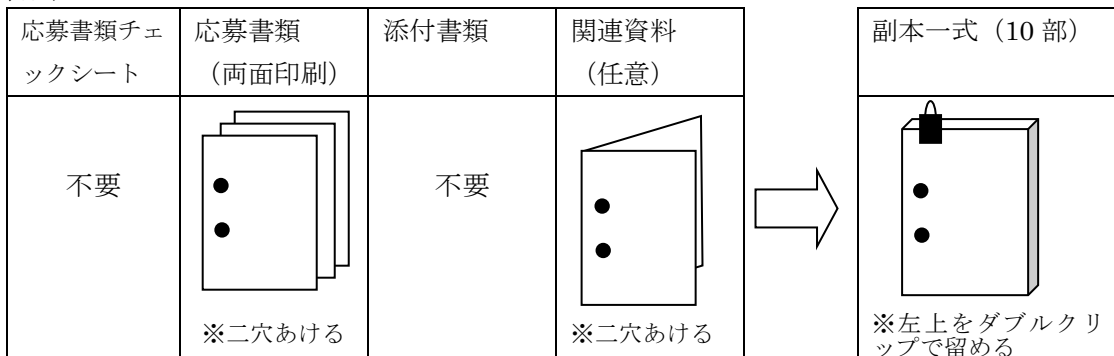 応募書類チェ
ックシート
応募書類
（両面印刷）
添付書類
関連資料
（任意）
副本一式（10 部）
不要
不要
※二穴あける
※二穴あける
※左上をダブルクリ
ップで留める